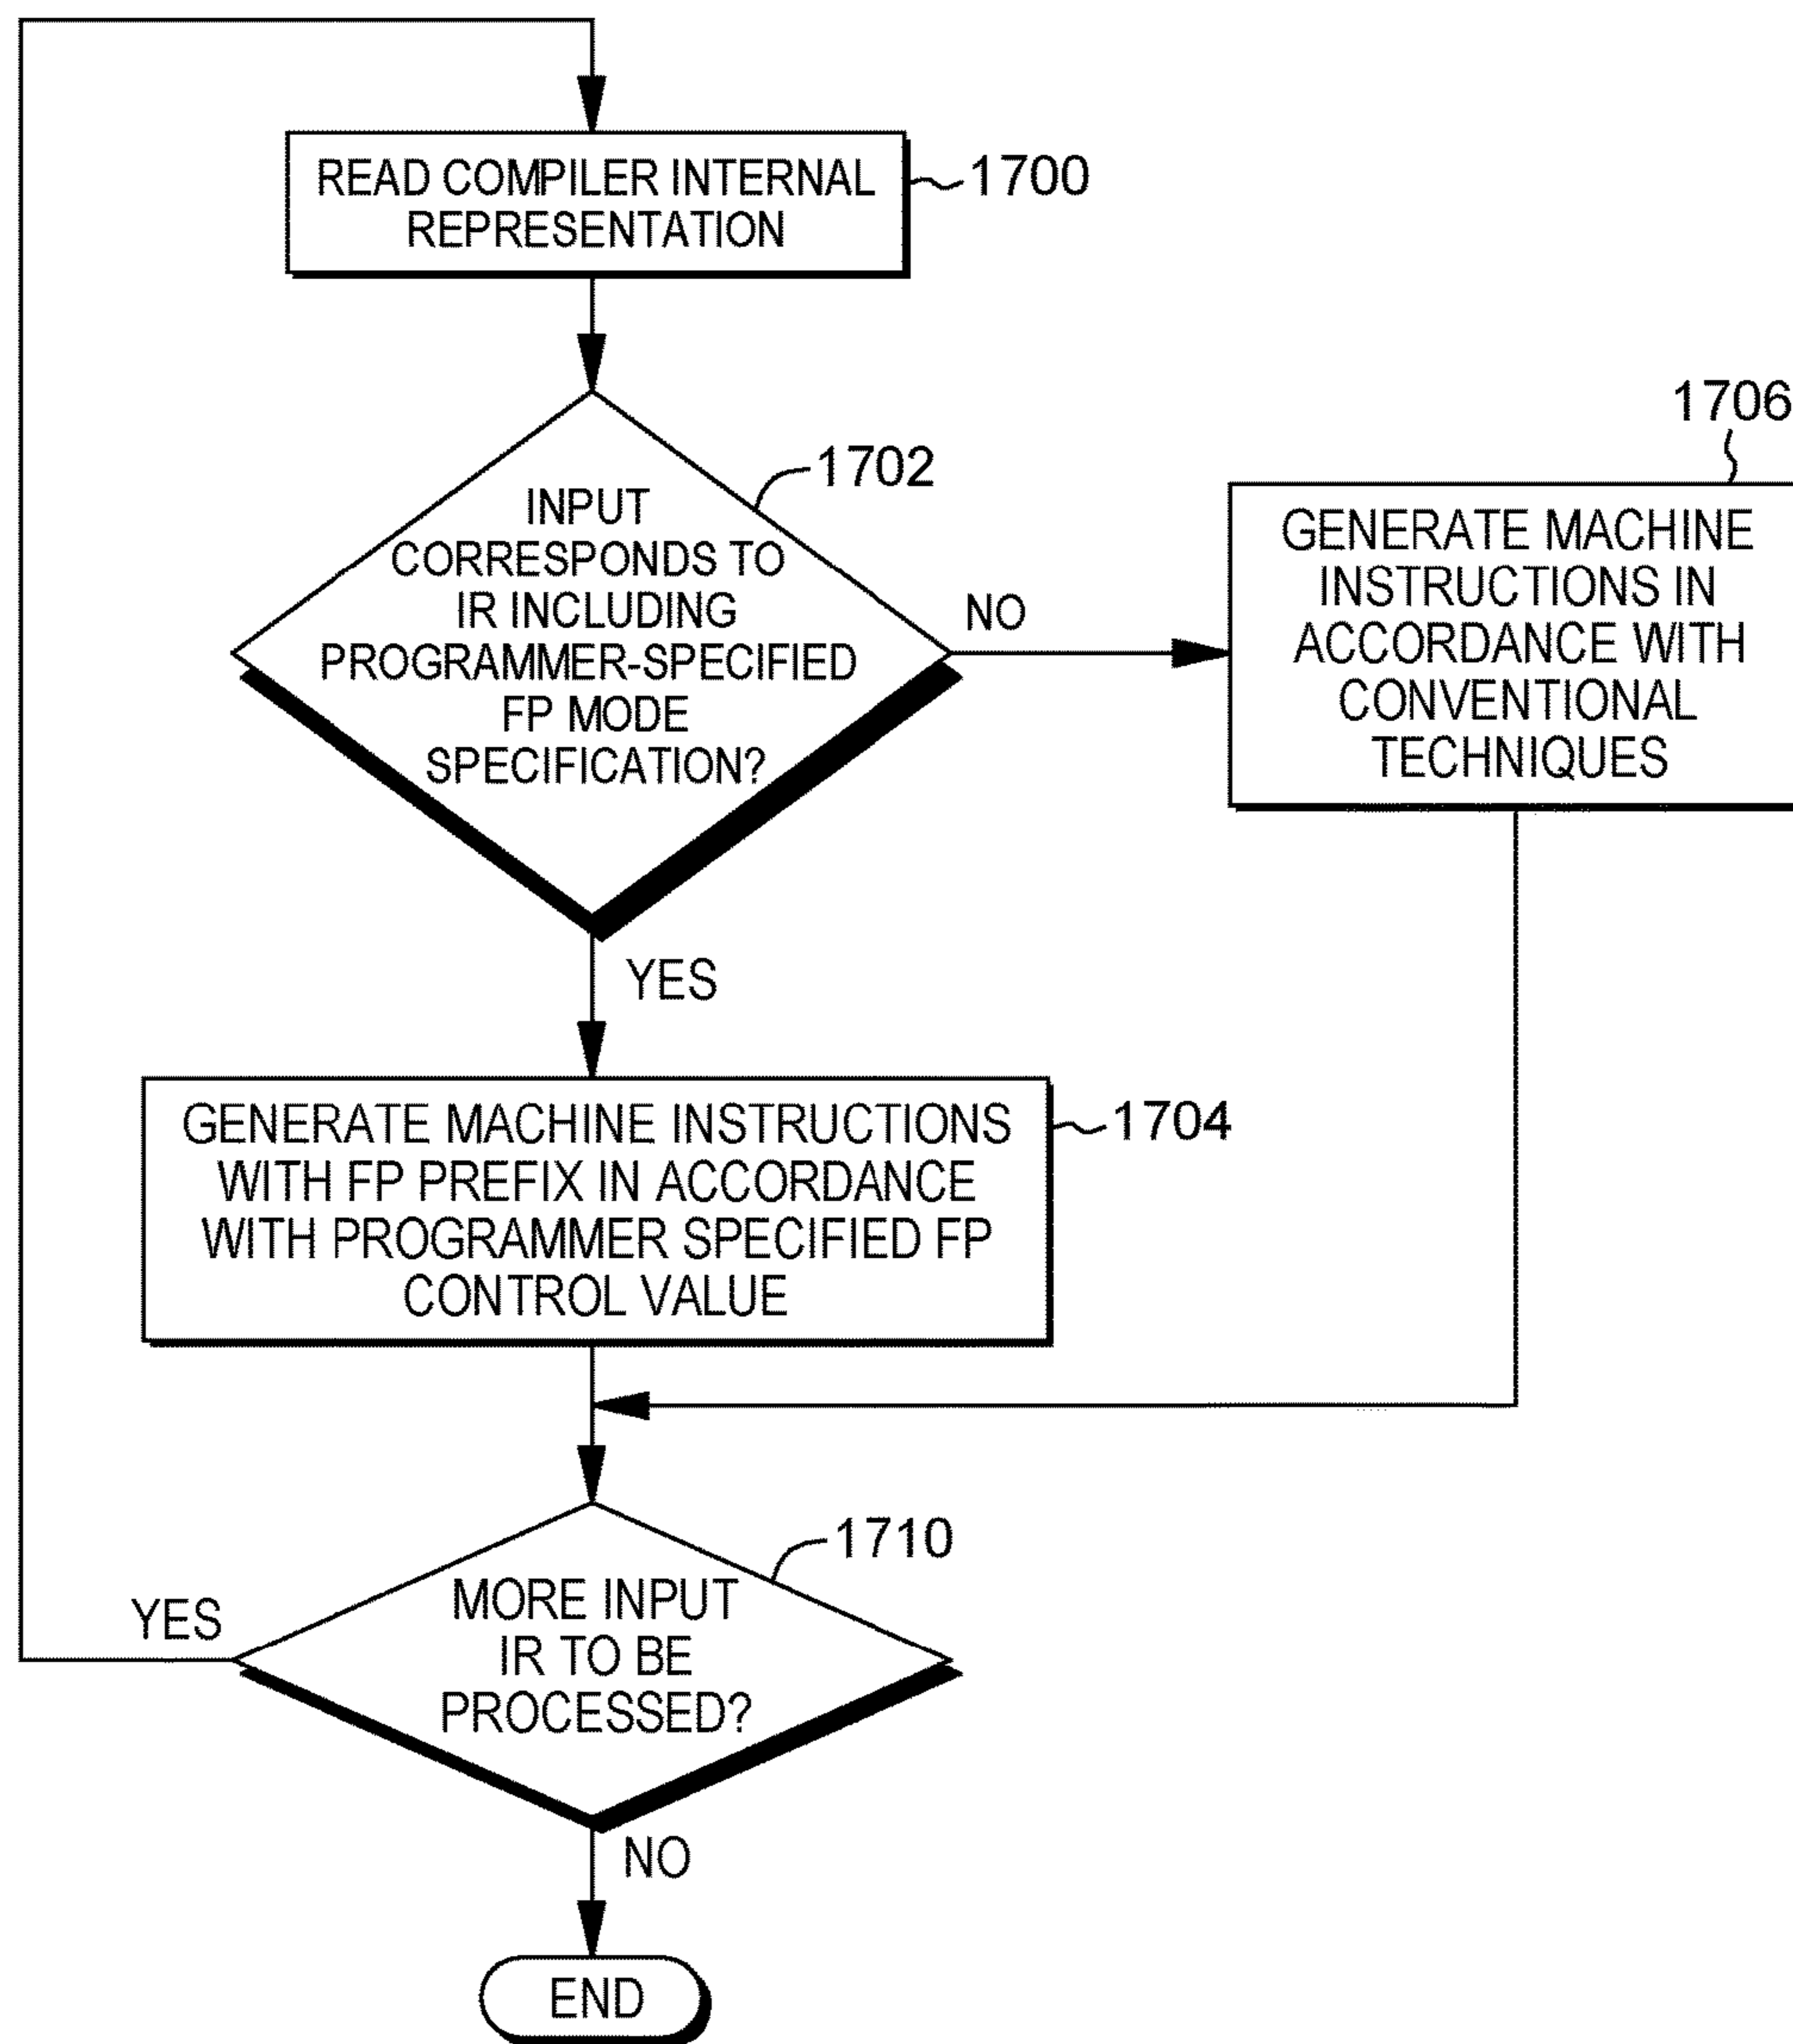 READ COMPILER INTERNAL
REPRESENTATION
1700
1702
INPUT
CORRESPONDS TO
IR INCLUDING
PROGRAMMER-SPECIFIED
FP MODE
SPECIFICATION?
NO
1706
GENERATE MACHINE
INSTRUCTIONS IN
ACCORDANCE WITH
CONVENTIONAL
TECHNIQUES
YES
GENERATE MACHINE INSTRUCTIONS
WITH FP PREFIX IN ACCORDANCE
WITH PROGRAMMER SPECIFIED FP
CONTROL VALUE
1704
1710
MORE INPUT
IR TO BE
PROCESSED?
YES
NO
END